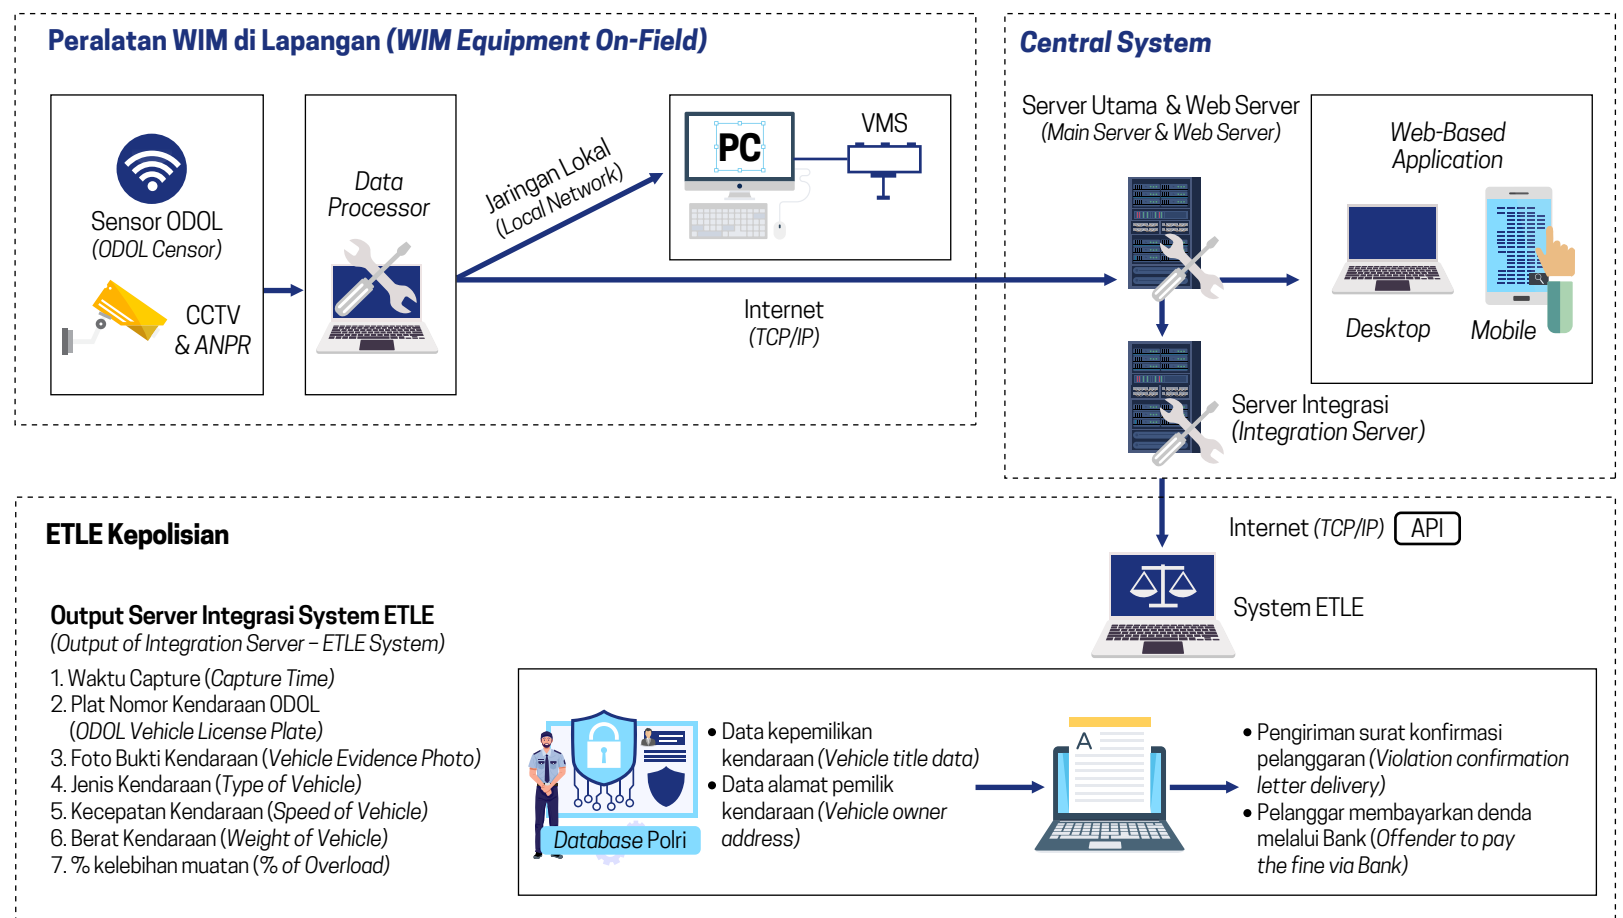 Peralatan WIM di Lapangan (WIM Equipment On-Field)
Sensor ODOL
(ODOL Censor)
CCTV
& ANPR
Data
Processor
Jaringan Lokal
(Local Network)
PC
VMS
Internet
(TCP/IP)
Central System
Server Utama & Web Server
(Main Server & Web Server)
Web-Based
Application
Desktop
Mobile
Server Integrasi
(Integration Server)
ETLE Kepolisian
Internet (TCP/IP)
API
System ETLE
Output Server Integrasi System ETLE
(Output of Integration Server – ETLE System)
1. Waktu Capture (Capture Time)
2. Plat Nomor Kendaraan ODOL
(ODOL Vehicle License Plate)
3. Foto Bukti Kendaraan (Vehicle Evidence Photo)
4. Jenis Kendaraan (Type of Vehicle)
5. Kecepatan Kendaraan (Speed of Vehicle)
6. Berat Kendaraan (Weight of Vehicle)
7. % kelebihan muatan (% of Overload)
Database Polri
• Data kepemilikan
kendaraan (Vehicle title data)
• Data alamat pemilik
kendaraan (Vehicle owner
address)
A
• Pengiriman surat konfirmasi
pelanggaran (Violation confirmation
letter delivery)
• Pelanggar membayarkan denda
melalui Bank (Offender to pay
the fine via Bank)